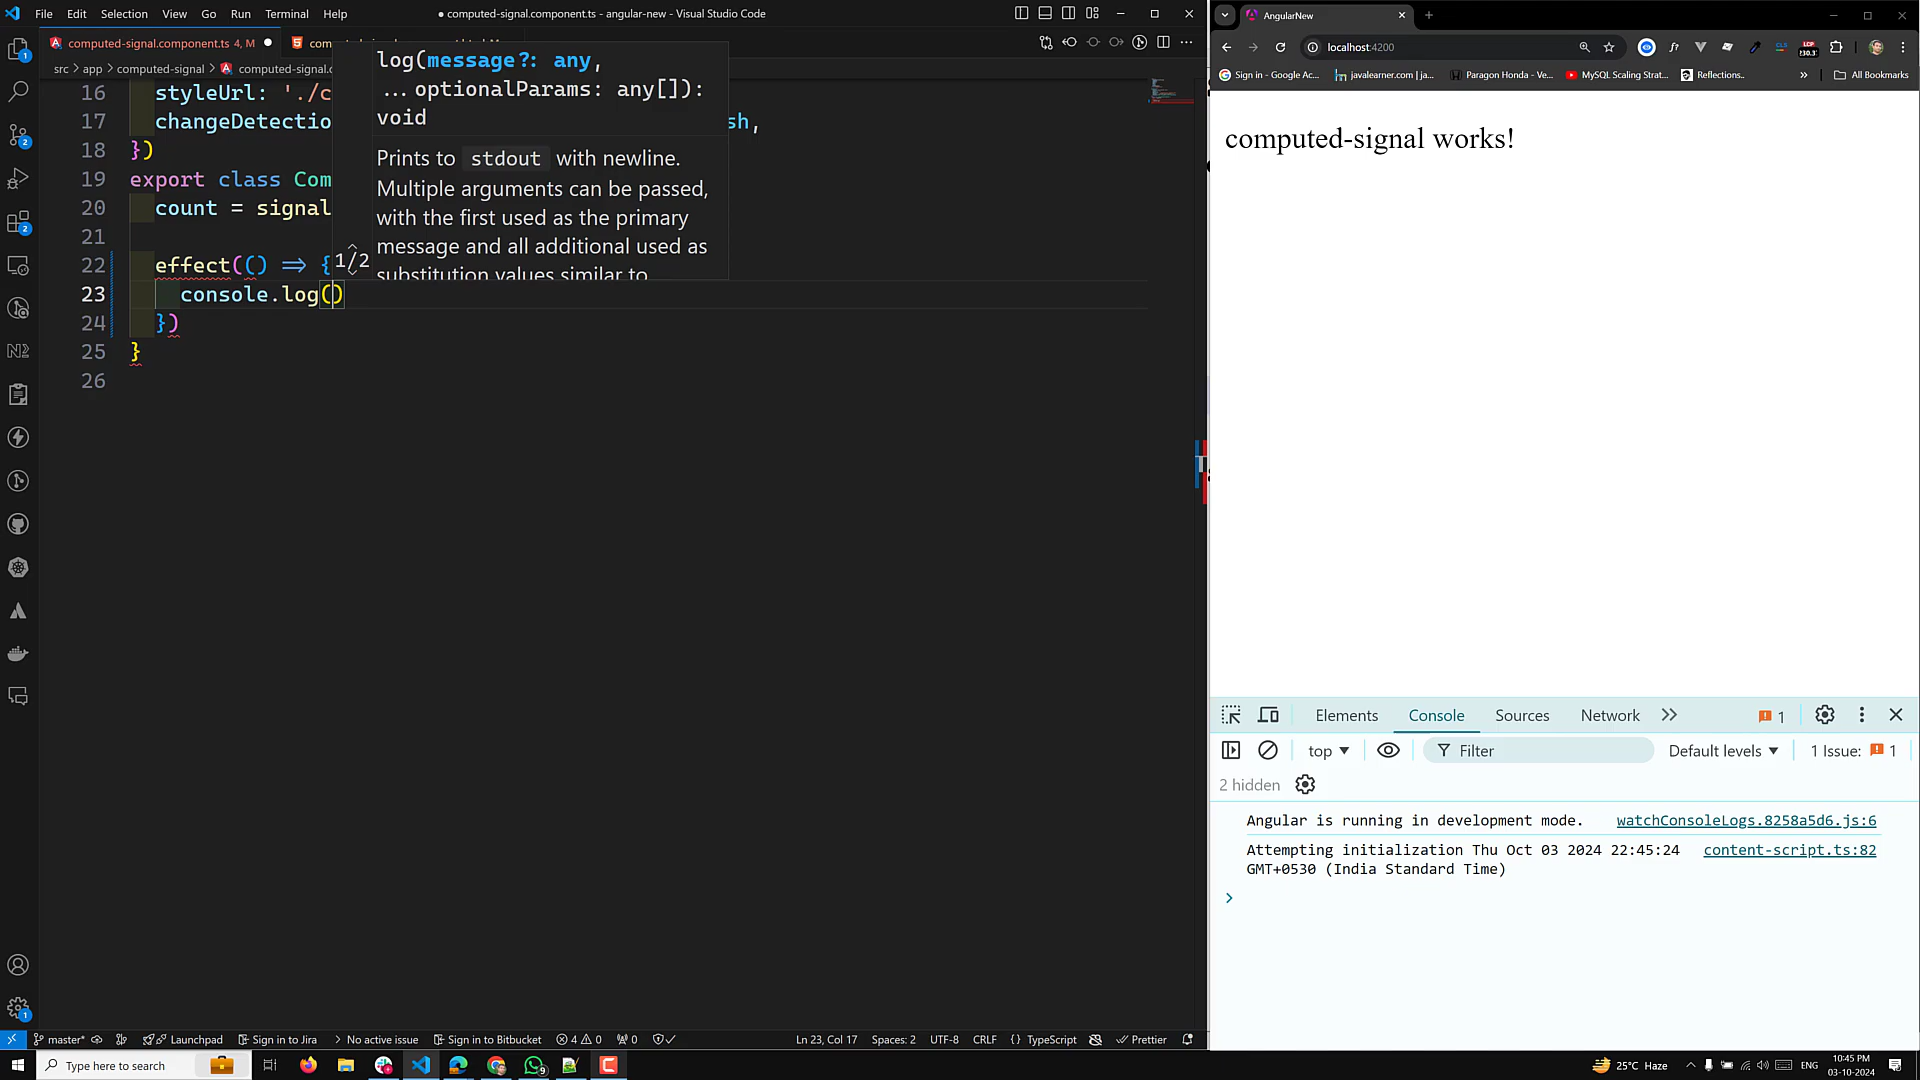 File Edit Selection View Go Run Terminal Help
● computed-signal.component.ts - angular-new - Visual Studio Code
computed-signal.component.ts 4, M ●
src > app > computed-signal >
16 styleUrl: './c
17 changeDetectio
sh,
18 })
19 export class Com
20 count = signal
21
22 effect(() => {
23 console.log()
24 })
25 }
26
log(message?: any,
...optionalParams: any[]):
void
1/2
Prints to stdout with newline.
Multiple arguments can be passed,
with the first used as the primary
message and all additional used as
substitution values similar to
master*
Launchpad
Sign in to Jira
No active issue
Sign in to Bitbucket
4 0
0
Ln 23, Col 17
Spaces: 2
UTF-8
CRLF
{} TypeScript
Prettier
AngularNew
localhost:4200
Sign in - Google Ac...
javalearner.com | ja...
Paragon Honda - Ve...
MySQL Scaling Strat...
Reflections..
»
All Bookmarks
computed-signal works!
Elements Console Sources Network
1
top
Filter
Default levels
1 Issue: 1
2 hidden
Angular is running in development mode. watchConsoleLogs.8258a5d6.js:6
Attempting initialization Thu Oct 03 2024 22:45:24 content-script.ts:82
GMT+0530 (India Standard Time)
>
Type here to search
25°C Haze
ENG
10:45 PM
03-10-2024